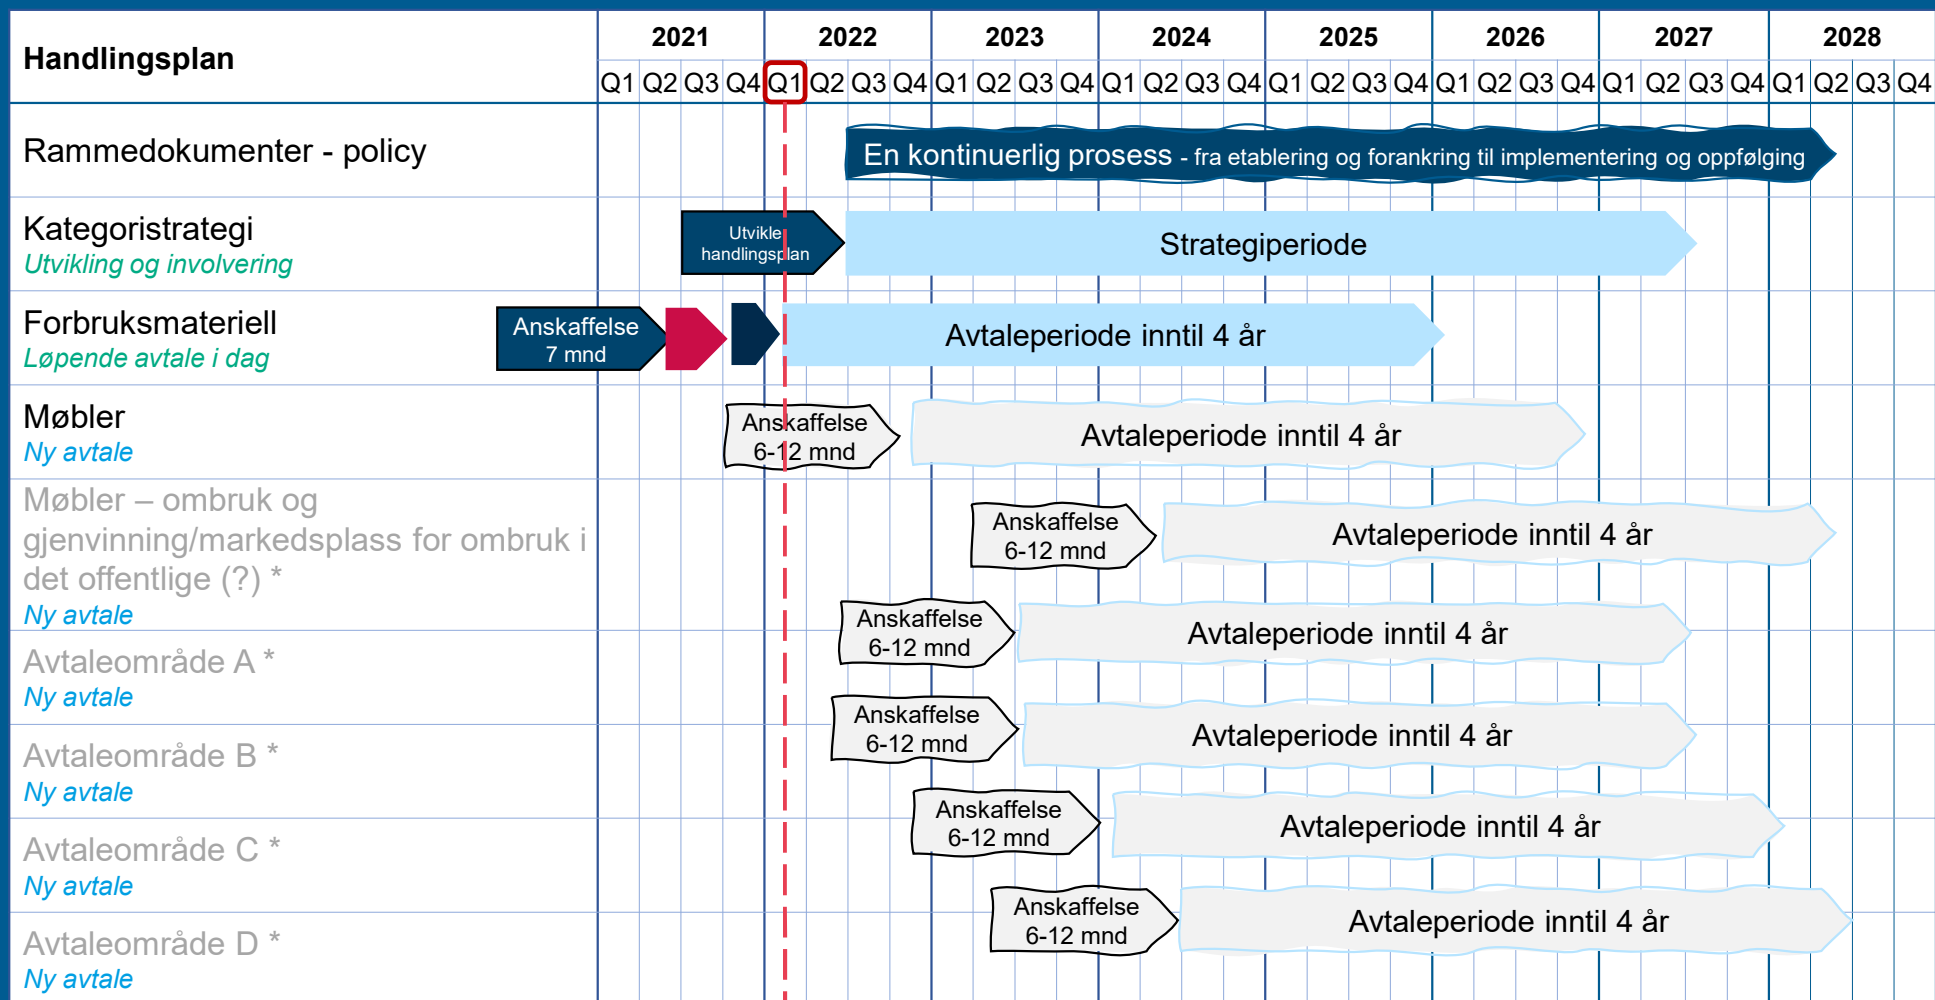 Handlingsplan
2021 2022 2023 2024 2025 2026 2027 2028
Q1 Q2 Q3 Q4 Q1 Q2 Q3 Q4 Q1 Q2 Q3 Q4 Q1 Q2 Q3 Q4 Q1 Q2 Q3 Q4 Q1 Q2 Q3 Q4 Q1 Q2 Q3 Q4 Q1 Q2 Q3 Q4
Rammedokumenter - policy
En kontinuerlig prosess - fra etablering og forankring til implementering og oppfølging
Kategoristrategi
Utvikling og involvering
Utvikle
handlingsplan
Strategiperiode
Forbruksmateriell
Løpende avtale i dag
Anskaffelse
7 mnd
Avtaleperiode inntil 4 år
Møbler
Ny avtale
Anskaffelse
6-12 mnd
Avtaleperiode inntil 4 år
Møbler – ombruk og
gjenvinning/markedsplass for ombruk i
det offentlige (?) *
Ny avtale
Anskaffelse
6-12 mnd
Avtaleperiode inntil 4 år
Avtaleområde A *
Ny avtale
Anskaffelse
6-12 mnd
Avtaleperiode inntil 4 år
Avtaleområde B *
Ny avtale
Anskaffelse
6-12 mnd
Avtaleperiode inntil 4 år
Avtaleområde C *
Ny avtale
Anskaffelse
6-12 mnd
Avtaleperiode inntil 4 år
Avtaleområde D *
Ny avtale
Anskaffelse
6-12 mnd
Avtaleperiode inntil 4 år